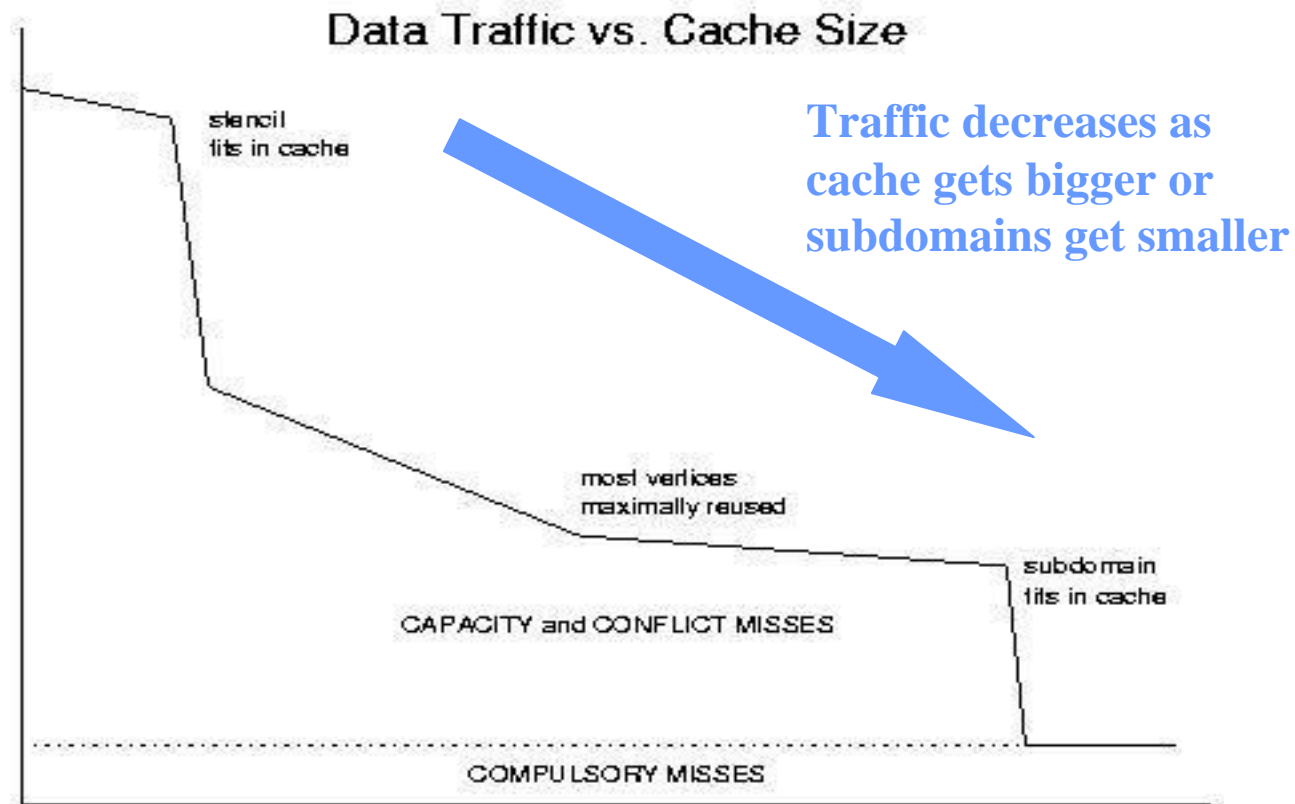 Data Traffic vs. Cache Size
stencil
fits in cache
Traffic decreases as
cache gets bigger or
subdomains get smaller
most vertices
maximally reused
subdomain
fits in cache
CAPACITY and CONFLICT MISSES
COMPULSORY MISSES